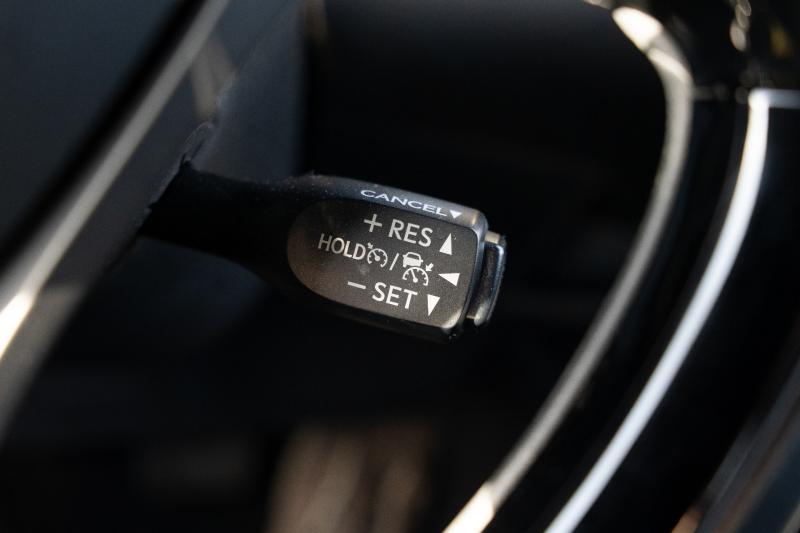 CANCEL▼
+ RES ▲
HOLD / ◀
− SET ▼